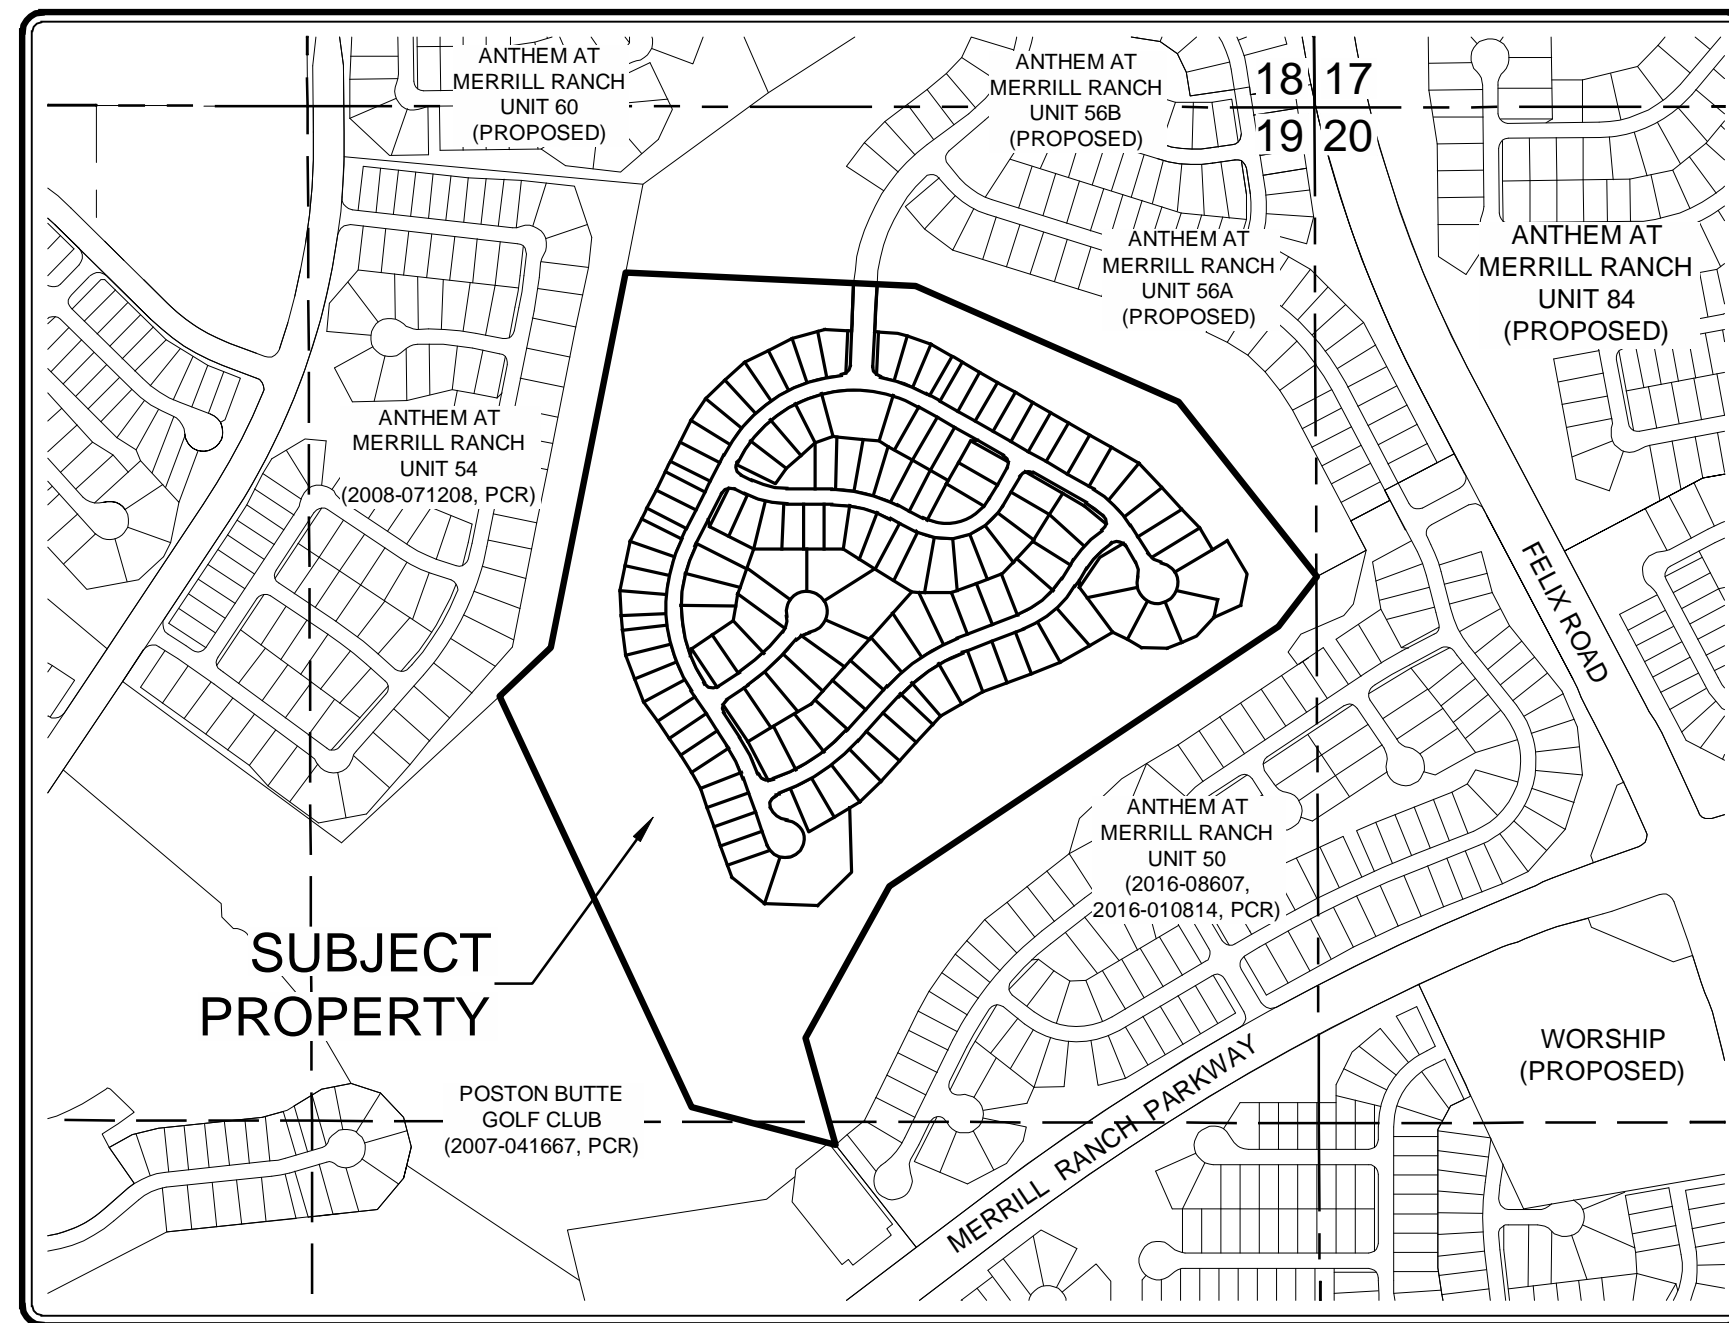 ANTHEM AT
MERRILL RANCH
UNIT 60
(PROPOSED)
ANTHEM AT
MERRILL RANCH
UNIT 56B
(PROPOSED)
18 17
19 20
ANTHEM AT
MERRILL RANCH
UNIT 56A
(PROPOSED)
ANTHEM AT
MERRILL RANCH
UNIT 84
(PROPOSED)
ANTHEM AT
MERRILL RANCH
UNIT 54
(2008-071208, PCR)
FELIX ROAD
ANTHEM AT
MERRILL RANCH
UNIT 50
(2016-08607,
2016-010814, PCR)
SUBJECT
PROPERTY
WORSHIP
(PROPOSED)
POSTON BUTTE
GOLF CLUB
(2007-041667, PCR)
MERRILL RANCH PARKWAY